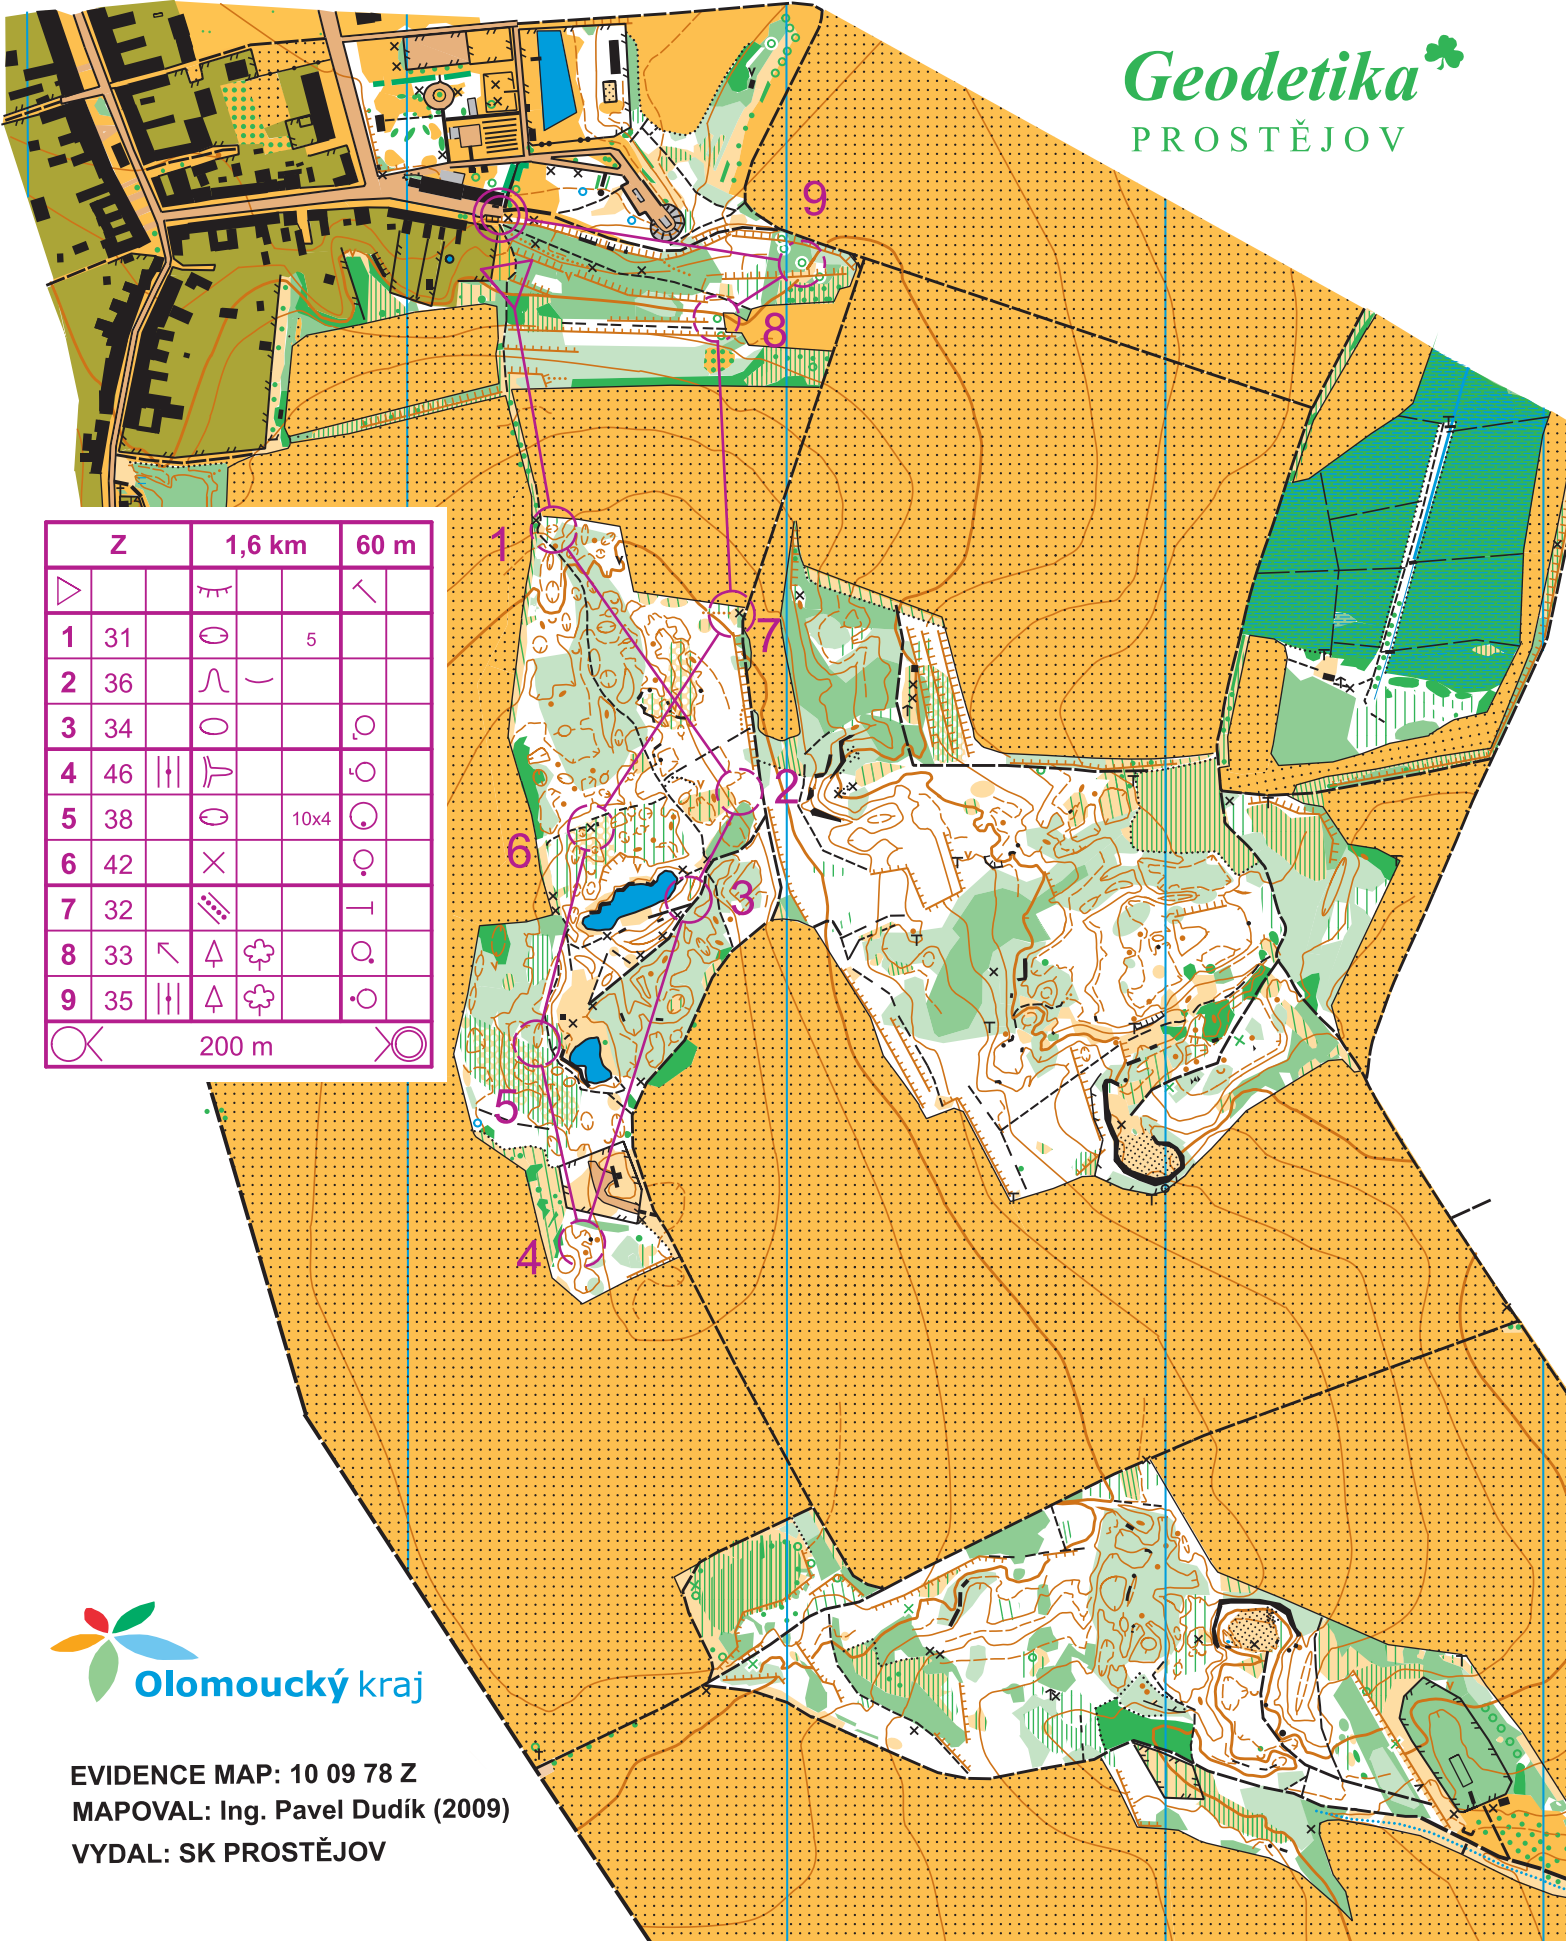 Geodetika
PROSTĚJOV
9
8
1
7
2
6
3
5
4
Z 1,6 km 60 m
1 31 5
2 36
3 34
4 46
5 38 10x4
6 42
7 32
8 33
9 35
200 m
Olomoucký kraj
EVIDENCE MAP: 10 09 78 Z
MAPOVAL: Ing. Pavel Dudík (2009)
VYDAL: SK PROSTĚJOV